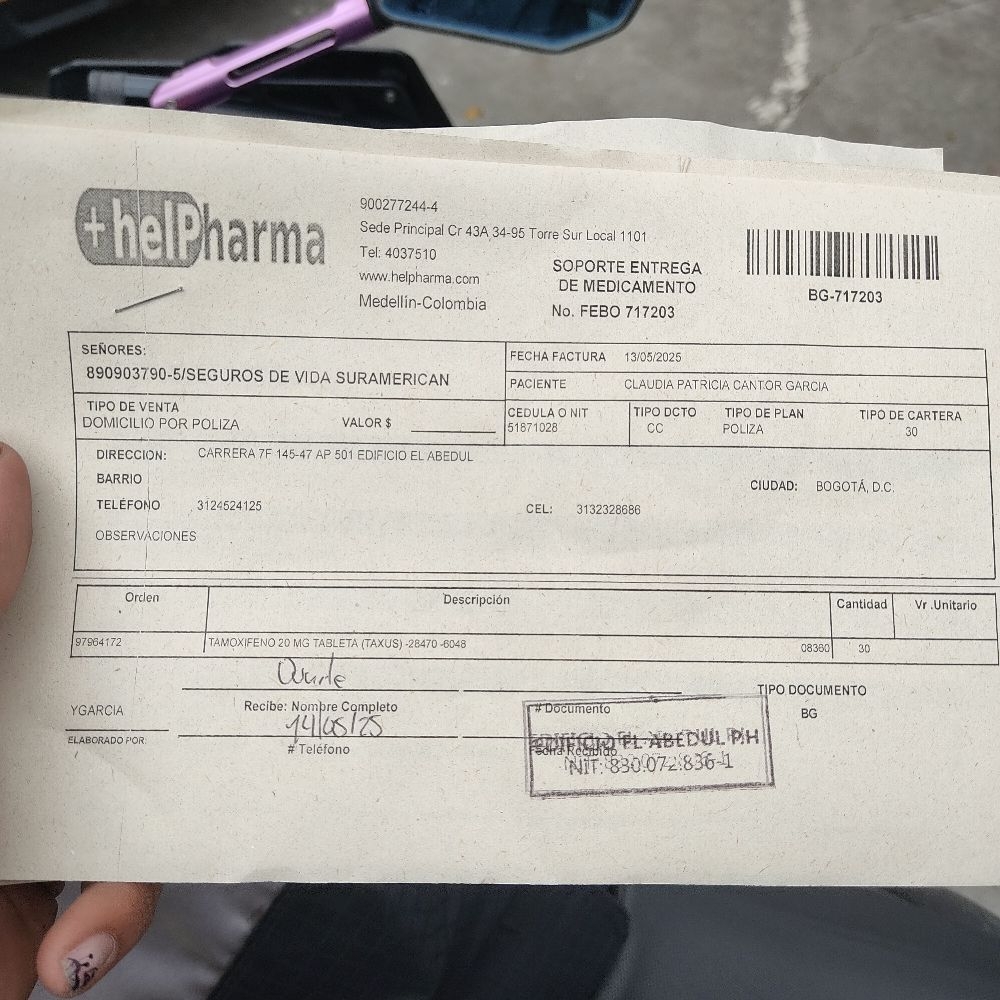 +helPharma
900277244-4
Sede Principal Cr 43A 34-95 Torre Sur Local 1101
Tel: 4037510
www.helpharma.com
Medellín-Colombia
SOPORTE ENTREGA
DE MEDICAMENTO
No. FEBO 717203
BG-717203
SEÑORES:
890903790-5/SEGUROS DE VIDA SURAMERICAN
FECHA FACTURA 13/05/2025
PACIENTE CLAUDIA PATRICIA CANTOR GARCIA
TIPO DE VENTA
DOMICILIO POR POLIZA
VALOR $
CEDULA O NIT
51871028
TIPO DCTO
CC
TIPO DE PLAN
POLIZA
TIPO DE CARTERA
30
DIRECCION: CARRERA 7F 145-47 AP 501 EDIFICIO EL ABEDUL
BARRIO
CIUDAD: BOGOTÁ, D.C.
TELÉFONO 3124524125
CEL: 3132328686
OBSERVACIONES
Orden Descripción Cantidad Vr .Unitario
97964172 TAMOXIFENO 20 MG TABLETA (TAXUS) -28470 -6048 08360 30
YGARCIA
ELABORADO POR:
Recibe: Nombre Completo
14/05/25
# Teléfono
# Documento
Fecha Recibido
EDIFICIO EL ABEDUL P.H
NIT: 830.072.836-1
TIPO DOCUMENTO
BG